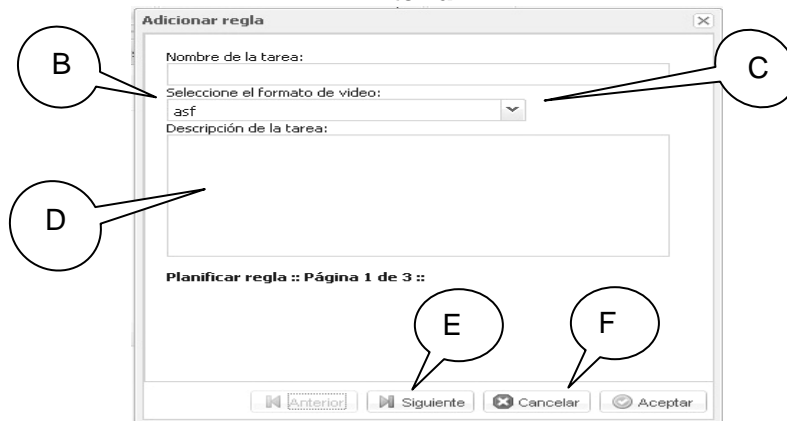 Adicionar regla
Nombre de la tarea:
B
C
Seleccione el formato de video:
asf
Descripción de la tarea:
D
Planificar regla :: Página 1 de 3 ::
E
F
Anterior Siguiente Cancelar Aceptar